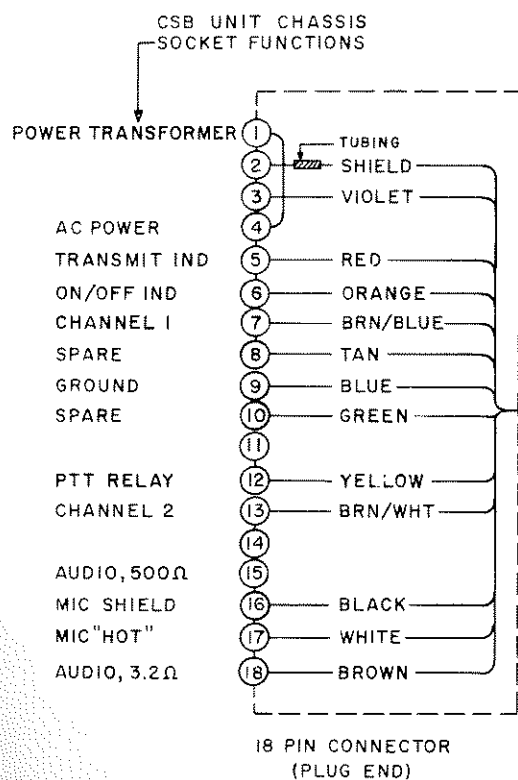 CSB UNIT CHASSIS
SOCKET FUNCTIONS
POWER TRANSFORMER 1
TUBING
2 SHIELD
3 VIOLET
AC POWER 4
TRANSMIT IND 5 RED
ON/OFF IND 6 ORANGE
CHANNEL 1 7 BRN/BLUE
SPARE 8 TAN
GROUND 9 BLUE
SPARE 10 GREEN
11
PTT RELAY 12 YELLOW
CHANNEL 2 13 BRN/WHT
14
AUDIO, 500Ω 15
MIC SHIELD 16 BLACK
MIC "HOT" 17 WHITE
AUDIO, 3.2Ω 18 BROWN
18 PIN CONNECTOR
(PLUG END)